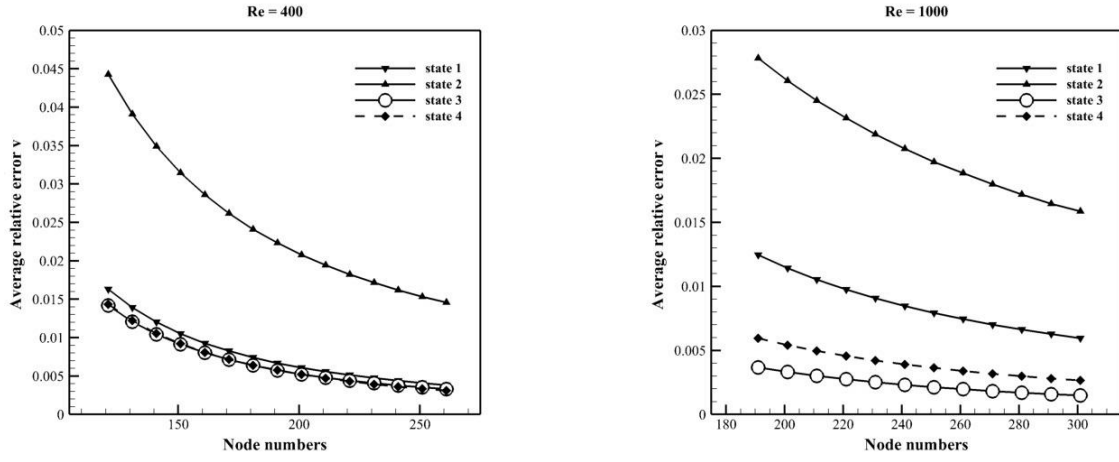 Re = 400
0.05
0.045
0.04
0.035
0.03
0.025
0.02
0.015
0.01
0.005
0
Average relative error v
state 1
state 2
state 3
state 4
150
200
250
Node numbers
Re = 1000
0.03
0.025
0.02
0.015
0.01
0.005
0
Average relative error v
state 1
state 2
state 3
state 4
180
200
220
240
260
280
300
Node numbers